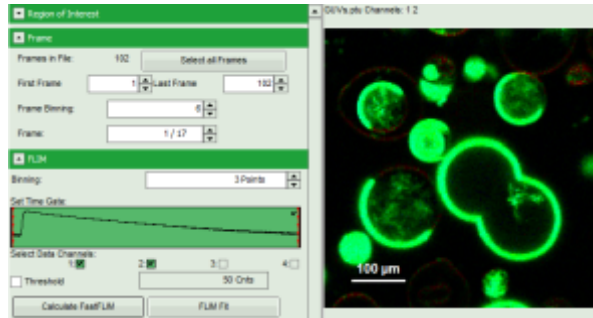 Region of Interest
Frame
Frames in File: 102 Select all Frames
First Frame 1 Last Frame 102
Frame Binning: 6
Frame: 1 / 17
FLIM
Binning: 3 Points
Set Time Gate:
Select Data Channels:
1: 2: 3: 4:
Threshold 50 Cnts
Calculate FastFLIM FLIM Fit
GUVs.ptu Channels: 1 2
100 µm